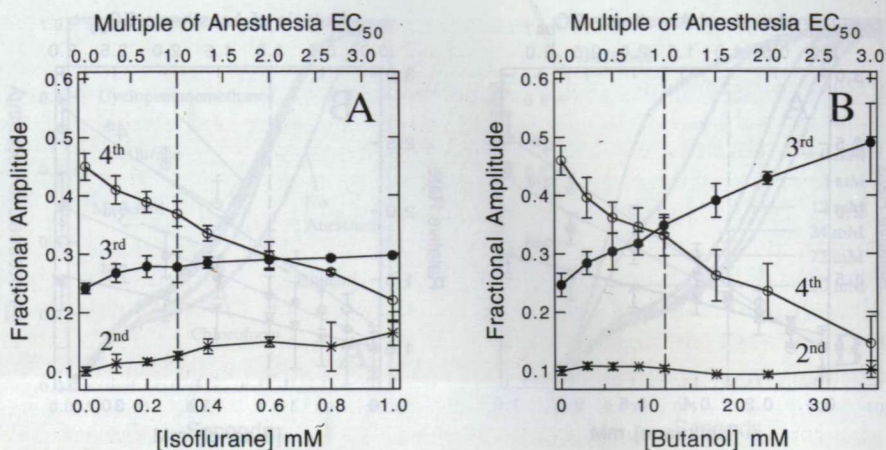 Multiple of Anesthesia EC50
0.0 0.5 1.0 1.5 2.0 2.5 3.0
A
0.6
0.5
0.4
0.3
0.2
0.1
Fractional Amplitude
4th
3rd
2nd
0.0 0.2 0.4 0.6 0.8 1.0
[Isoflurane] mM
Multiple of Anesthesia EC50
0.0 0.5 1.0 1.5 2.0 2.5 3.0
B
0.6
0.5
0.4
0.3
0.2
0.1
Fractional Amplitude
3rd
4th
2nd
0 10 20 30
[Butanol] mM